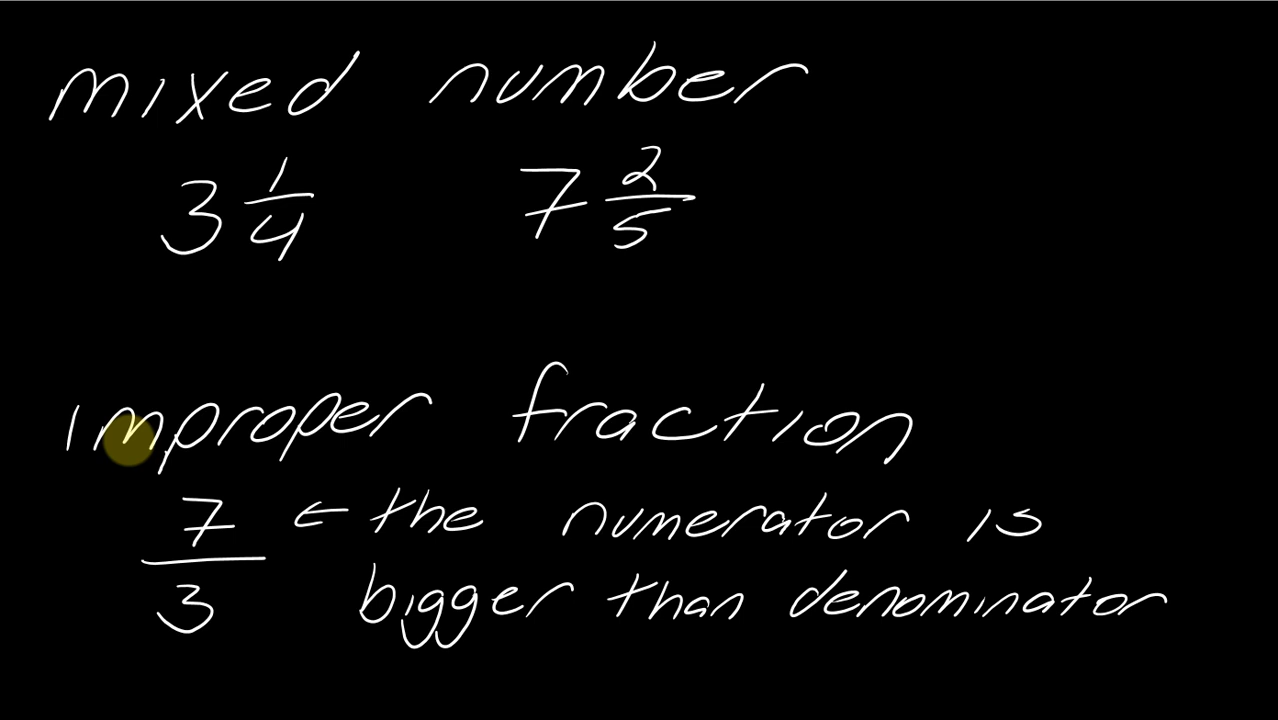 mixed number
3 1/4 7 2/5
improper fraction
7/3 ← the numerator is
bigger than denominator